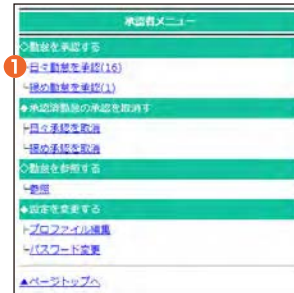 承認者メニュー
◇勤怠を承認する
1
├日々勤怠を承認(16)
└締め勤怠を承認(1)
◆承認済勤怠の承認を取消す
├日々承認を取消
└締め承認を取消
◇勤怠を参照する
└参照
◆設定を変更する
├プロファイル編集
└パスワード変更
▲ページトップへ